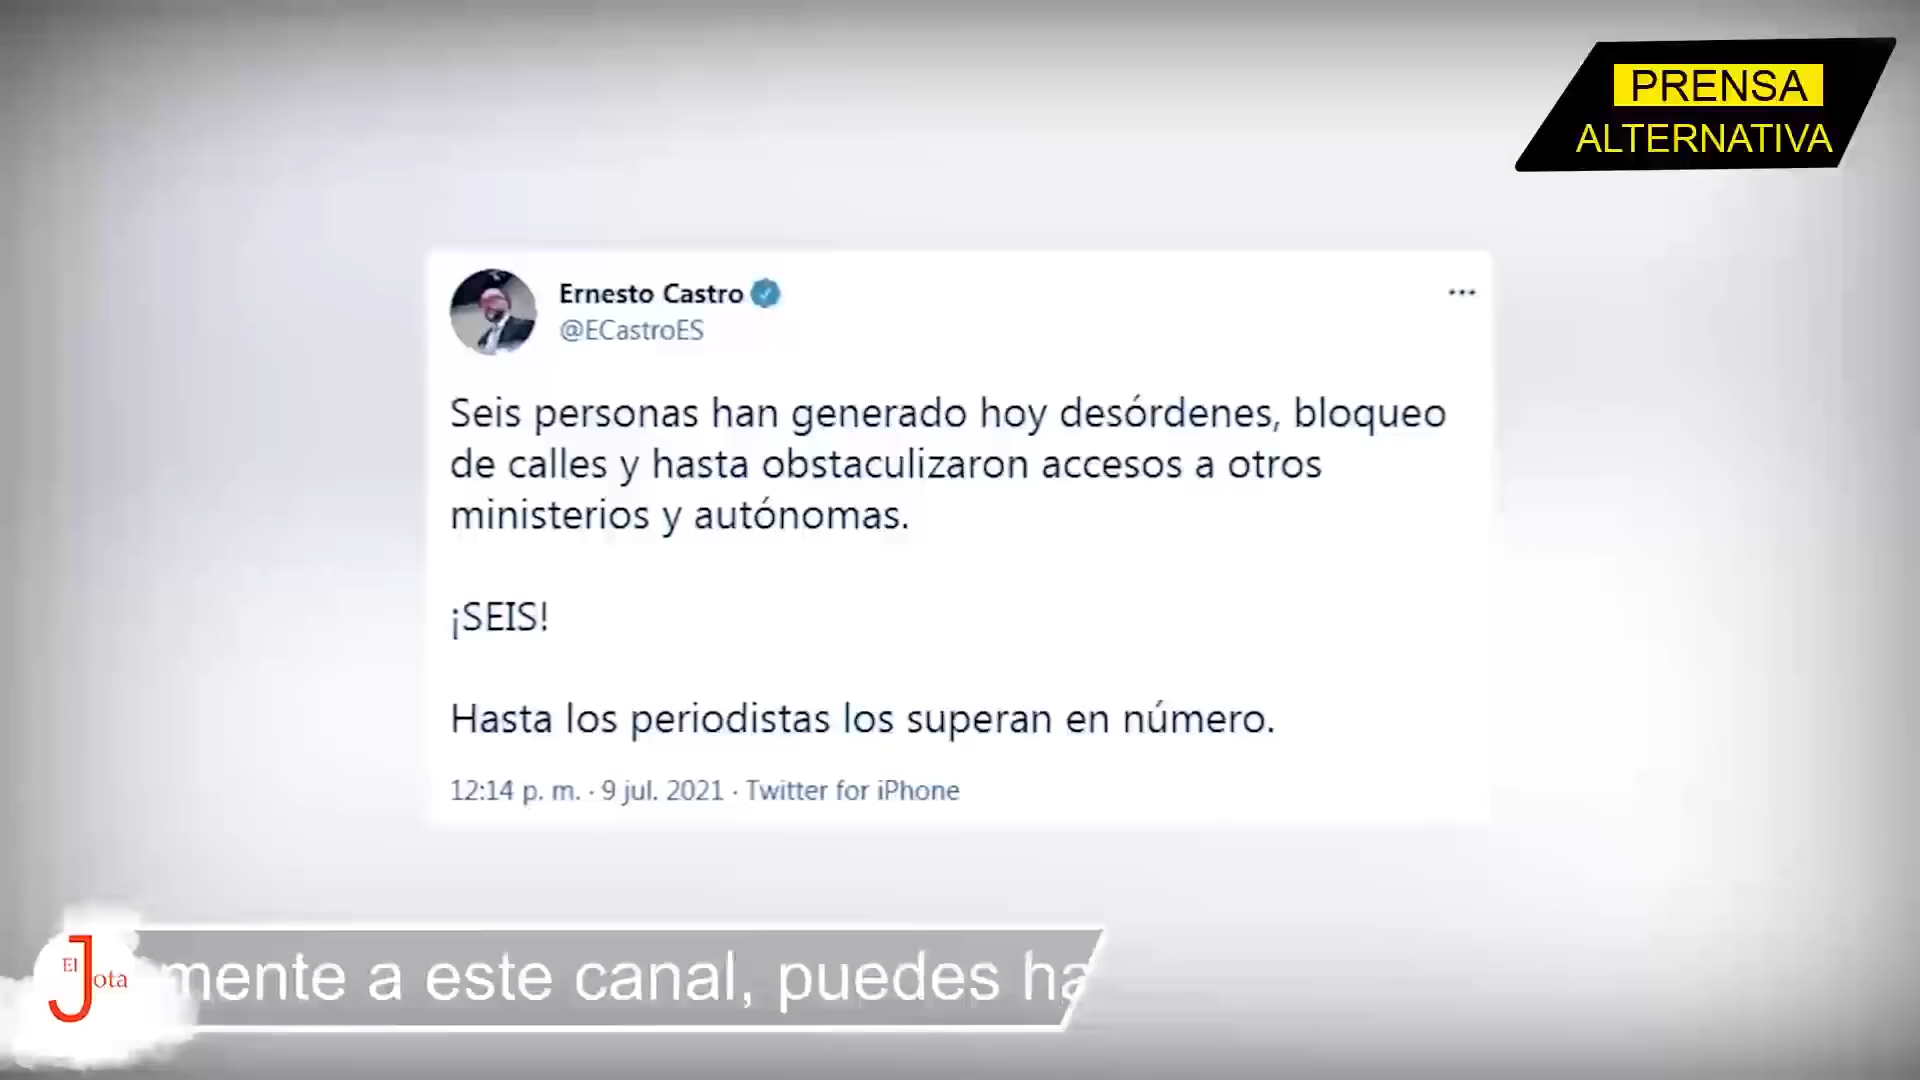 PRENSA
ALTERNATIVA
Ernesto Castro
@ECastroES
Seis personas han generado hoy desórdenes, bloqueo
de calles y hasta obstaculizaron accesos a otros
ministerios y autónomas.
¡SEIS!
Hasta los periodistas los superan en número.
12:14 p. m. · 9 jul. 2021 · Twitter for iPhone
El Jota
mente a este canal, puedes ha